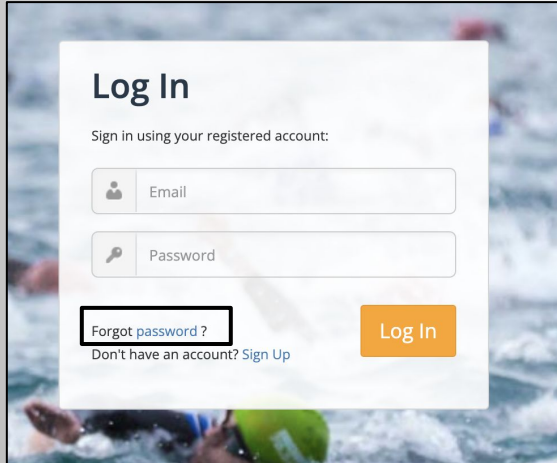 Log In
Sign in using your registered account:
Email
Password
Forgot password ?
Log In
Don't have an account? Sign Up